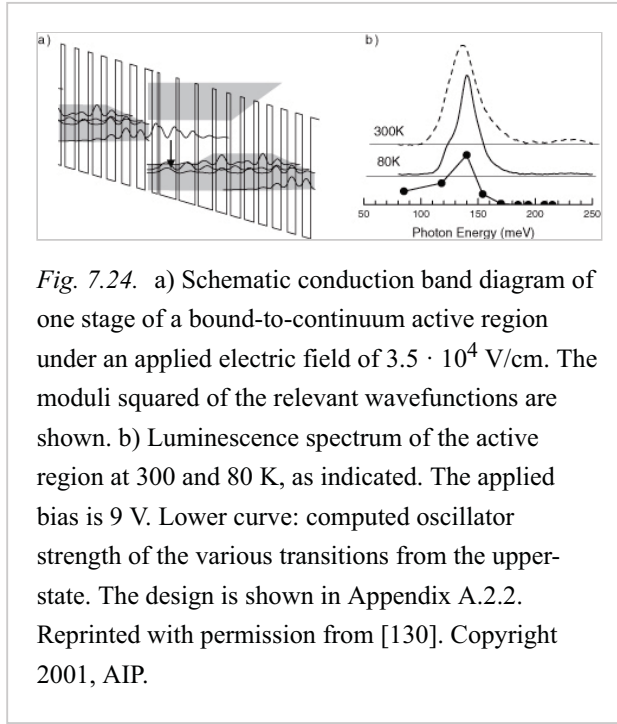 a)
b)
300K
80K
50 100 150 200 250
Photon Energy (meV)
Fig. 7.24. a) Schematic conduction band diagram of
one stage of a bound-to-continuum active region
under an applied electric field of 3.5 · 10⁴ V/cm. The
moduli squared of the relevant wavefunctions are
shown. b) Luminescence spectrum of the active
region at 300 and 80 K, as indicated. The applied
bias is 9 V. Lower curve: computed oscillator
strength of the various transitions from the upper-
state. The design is shown in Appendix A.2.2.
Reprinted with permission from [130]. Copyright
2001, AIP.